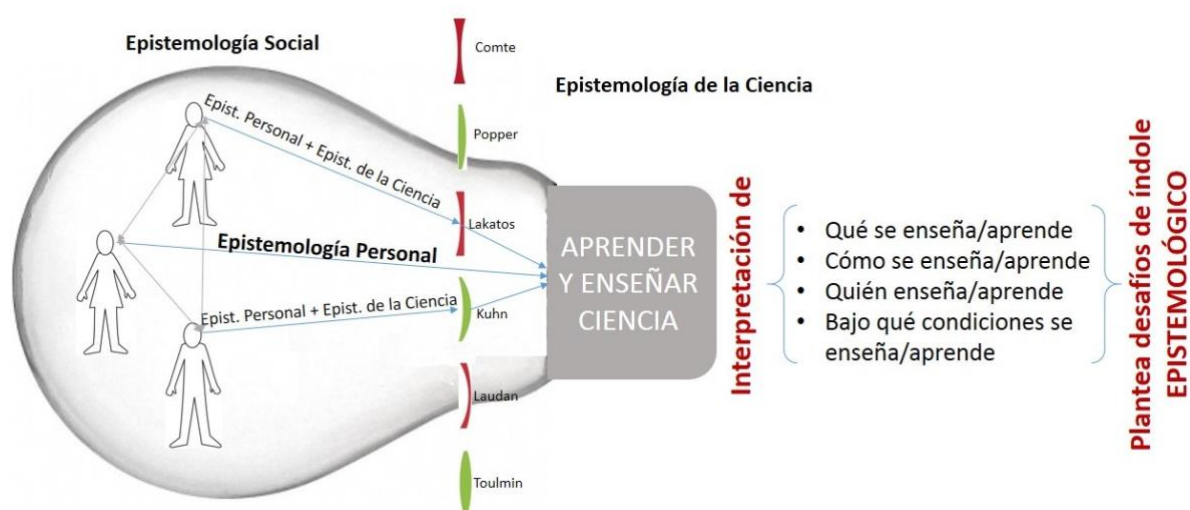 Epistemología Social
Comte
Epistemología de la Ciencia
Popper
Epist. Personal + Epist. de la Ciencia
Lakatos
Epistemología Personal
Epist. Personal + Epist. de la Ciencia
Kuhn
Laudan
Toulmin
APRENDER
Y ENSEÑAR
CIENCIA
Interpretación de
• Qué se enseña/aprende
• Cómo se enseña/aprende
• Quién enseña/aprende
• Bajo qué condiciones se
enseña/aprende
Plantea desafíos de índole
EPISTEMOLÓGICO